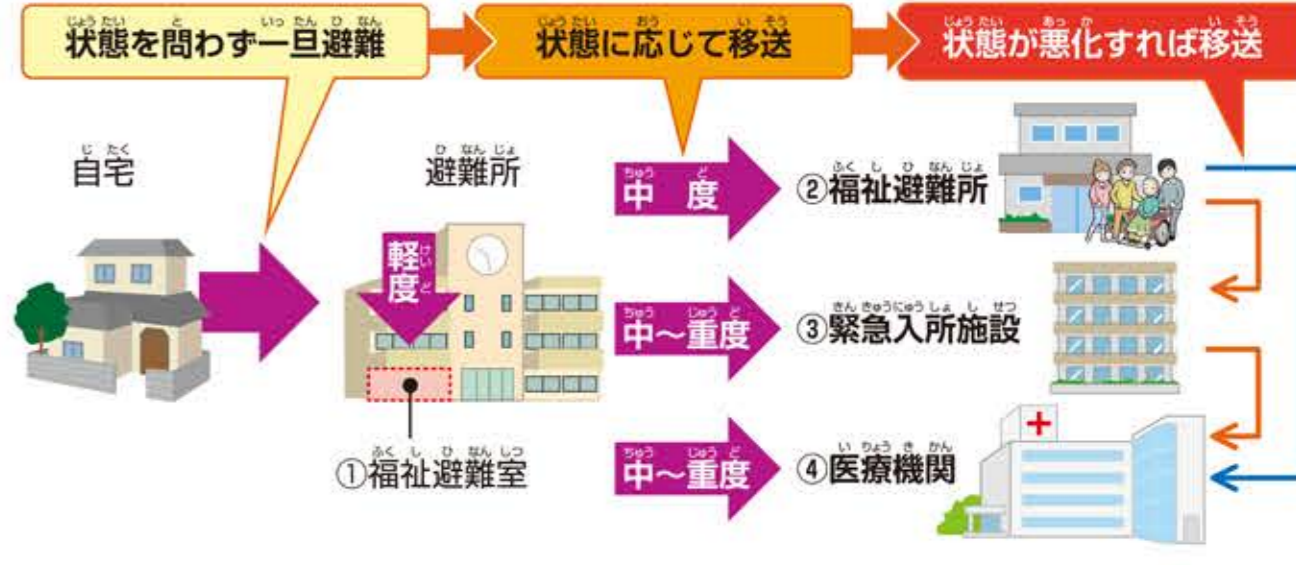 状態を問わず一旦避難
状態に応じて移送
状態が悪化すれば移送
自宅
避難所
軽度
①福祉避難室
中度
②福祉避難所
中～重度
③緊急入所施設
中～重度
④医療機関